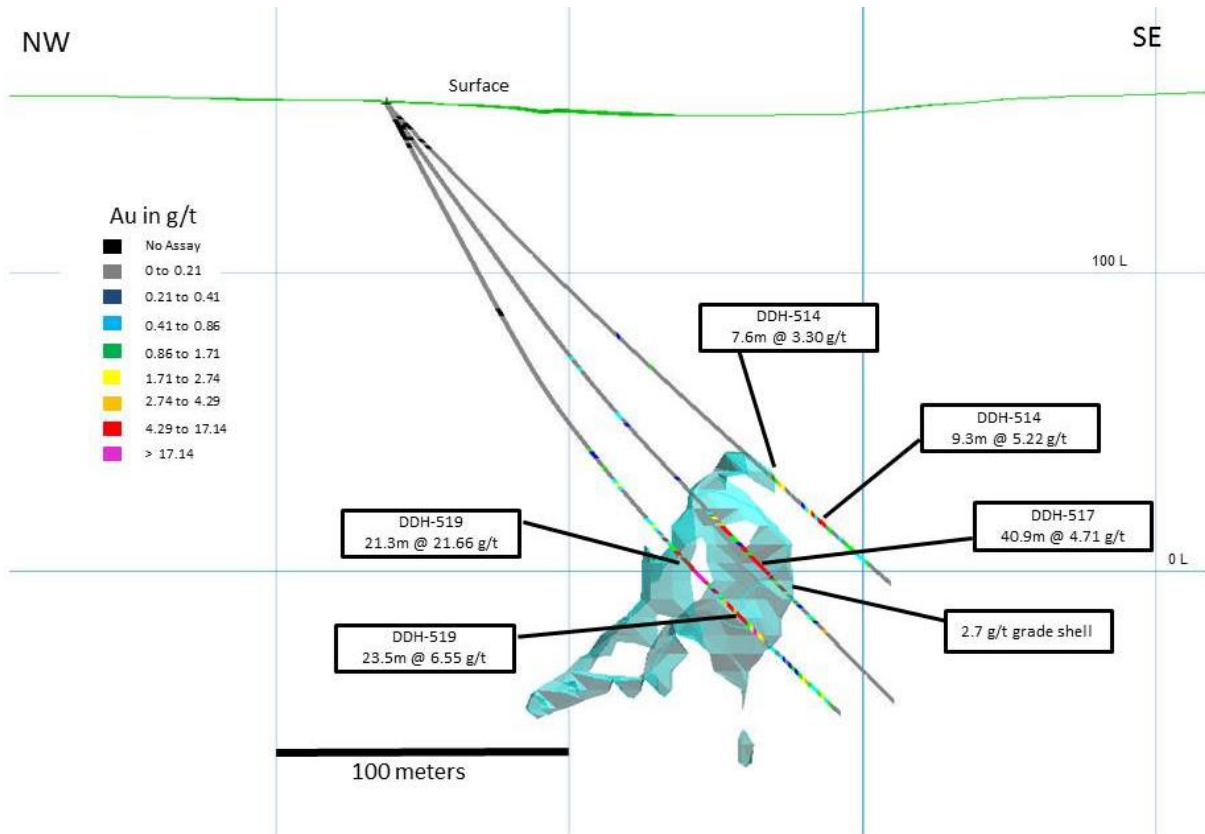 NW
SE
Surface
Au in g/t
No Assay
0 to 0.21
0.21 to 0.41
0.41 to 0.86
0.86 to 1.71
1.71 to 2.74
2.74 to 4.29
4.29 to 17.14
> 17.14
100 L
DDH-514
7.6m @ 3.30 g/t
DDH-514
9.3m @ 5.22 g/t
DDH-519
21.3m @ 21.66 g/t
DDH-517
40.9m @ 4.71 g/t
0 L
DDH-519
23.5m @ 6.55 g/t
2.7 g/t grade shell
100 meters